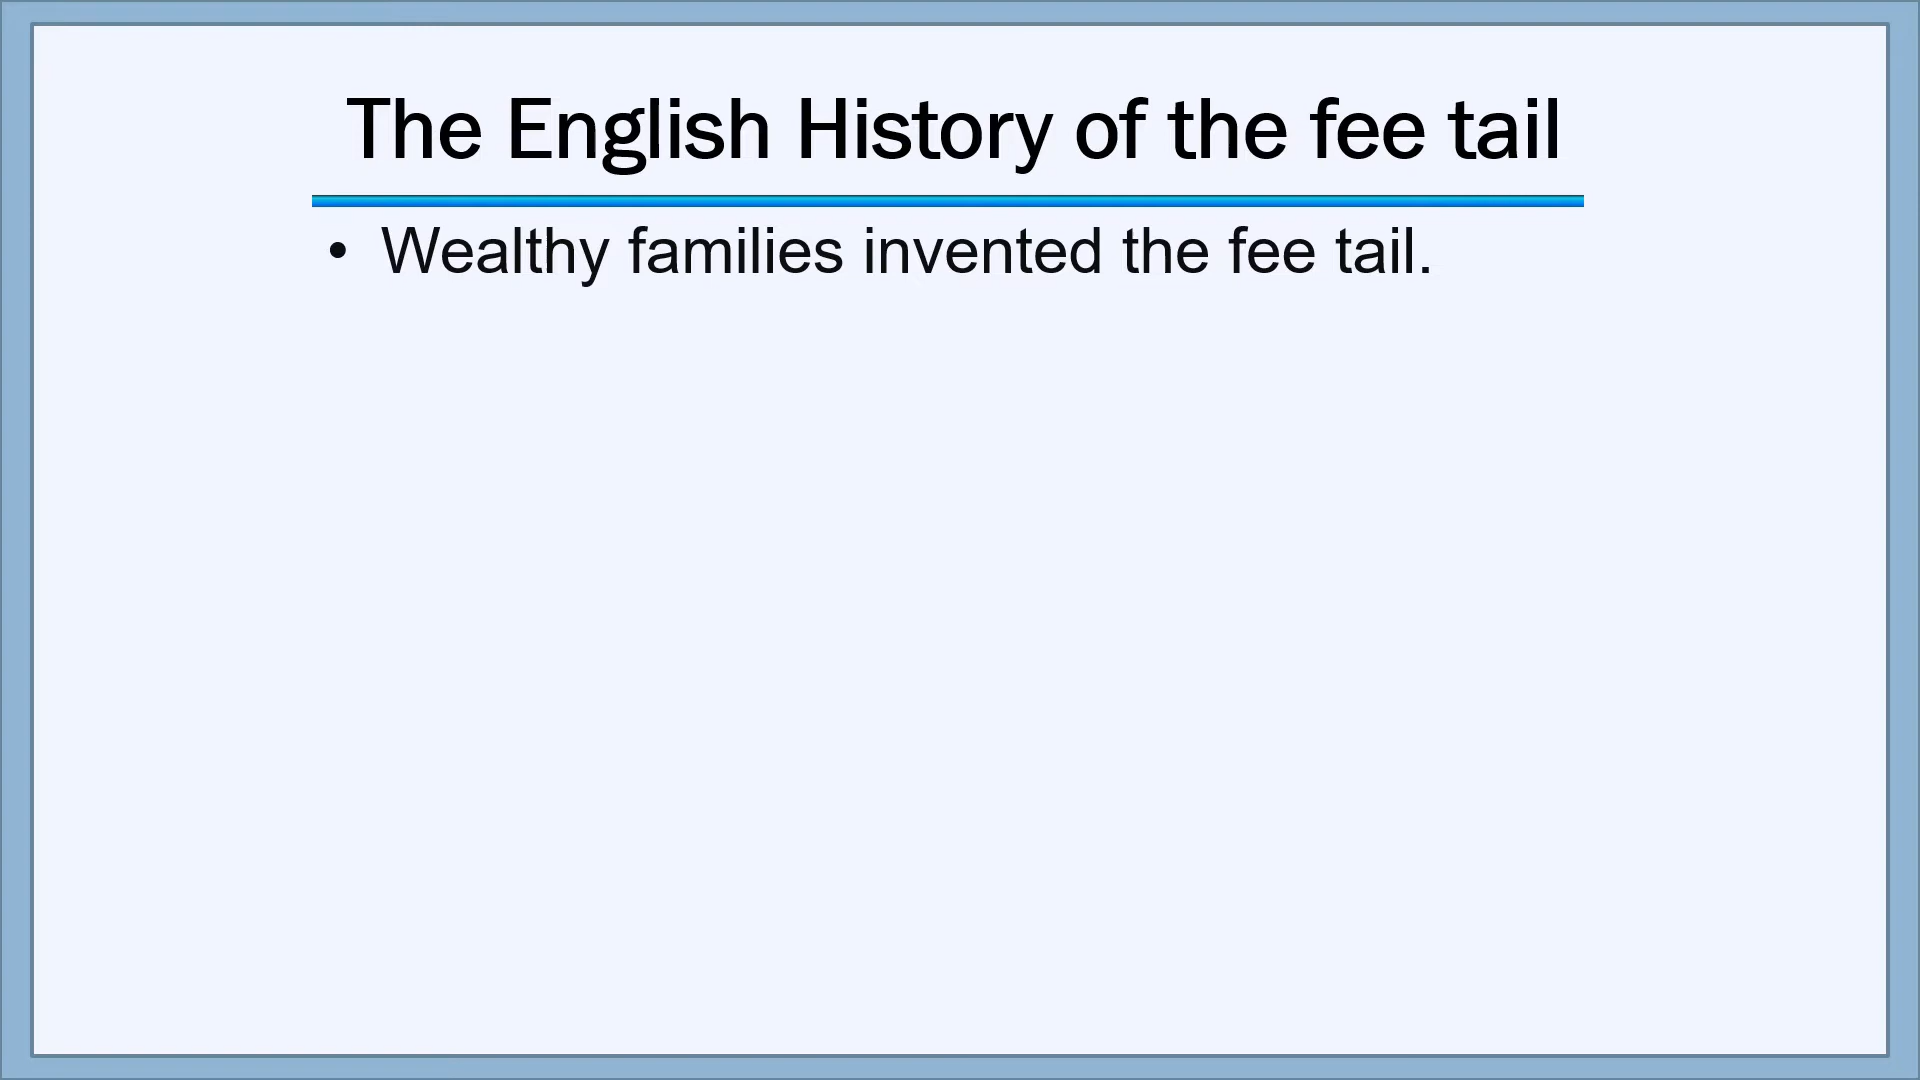 The English History of the fee tail
• Wealthy families invented the fee tail.